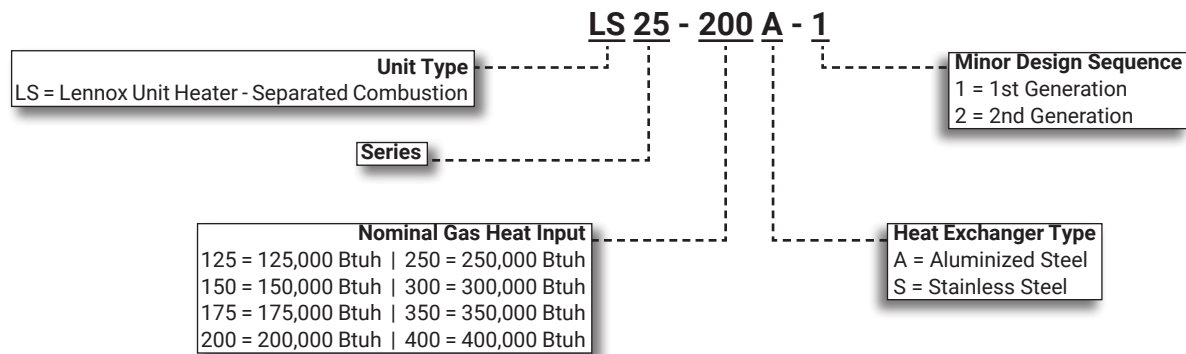 LS 25 - 200 A - 1
Unit Type
LS = Lennox Unit Heater - Separated Combustion
Minor Design Sequence
1 = 1st Generation
2 = 2nd Generation
Series
Nominal Gas Heat Input
125 = 125,000 Btuh | 250 = 250,000 Btuh
150 = 150,000 Btuh | 300 = 300,000 Btuh
175 = 175,000 Btuh | 350 = 350,000 Btuh
200 = 200,000 Btuh | 400 = 400,000 Btuh
Heat Exchanger Type
A = Aluminized Steel
S = Stainless Steel